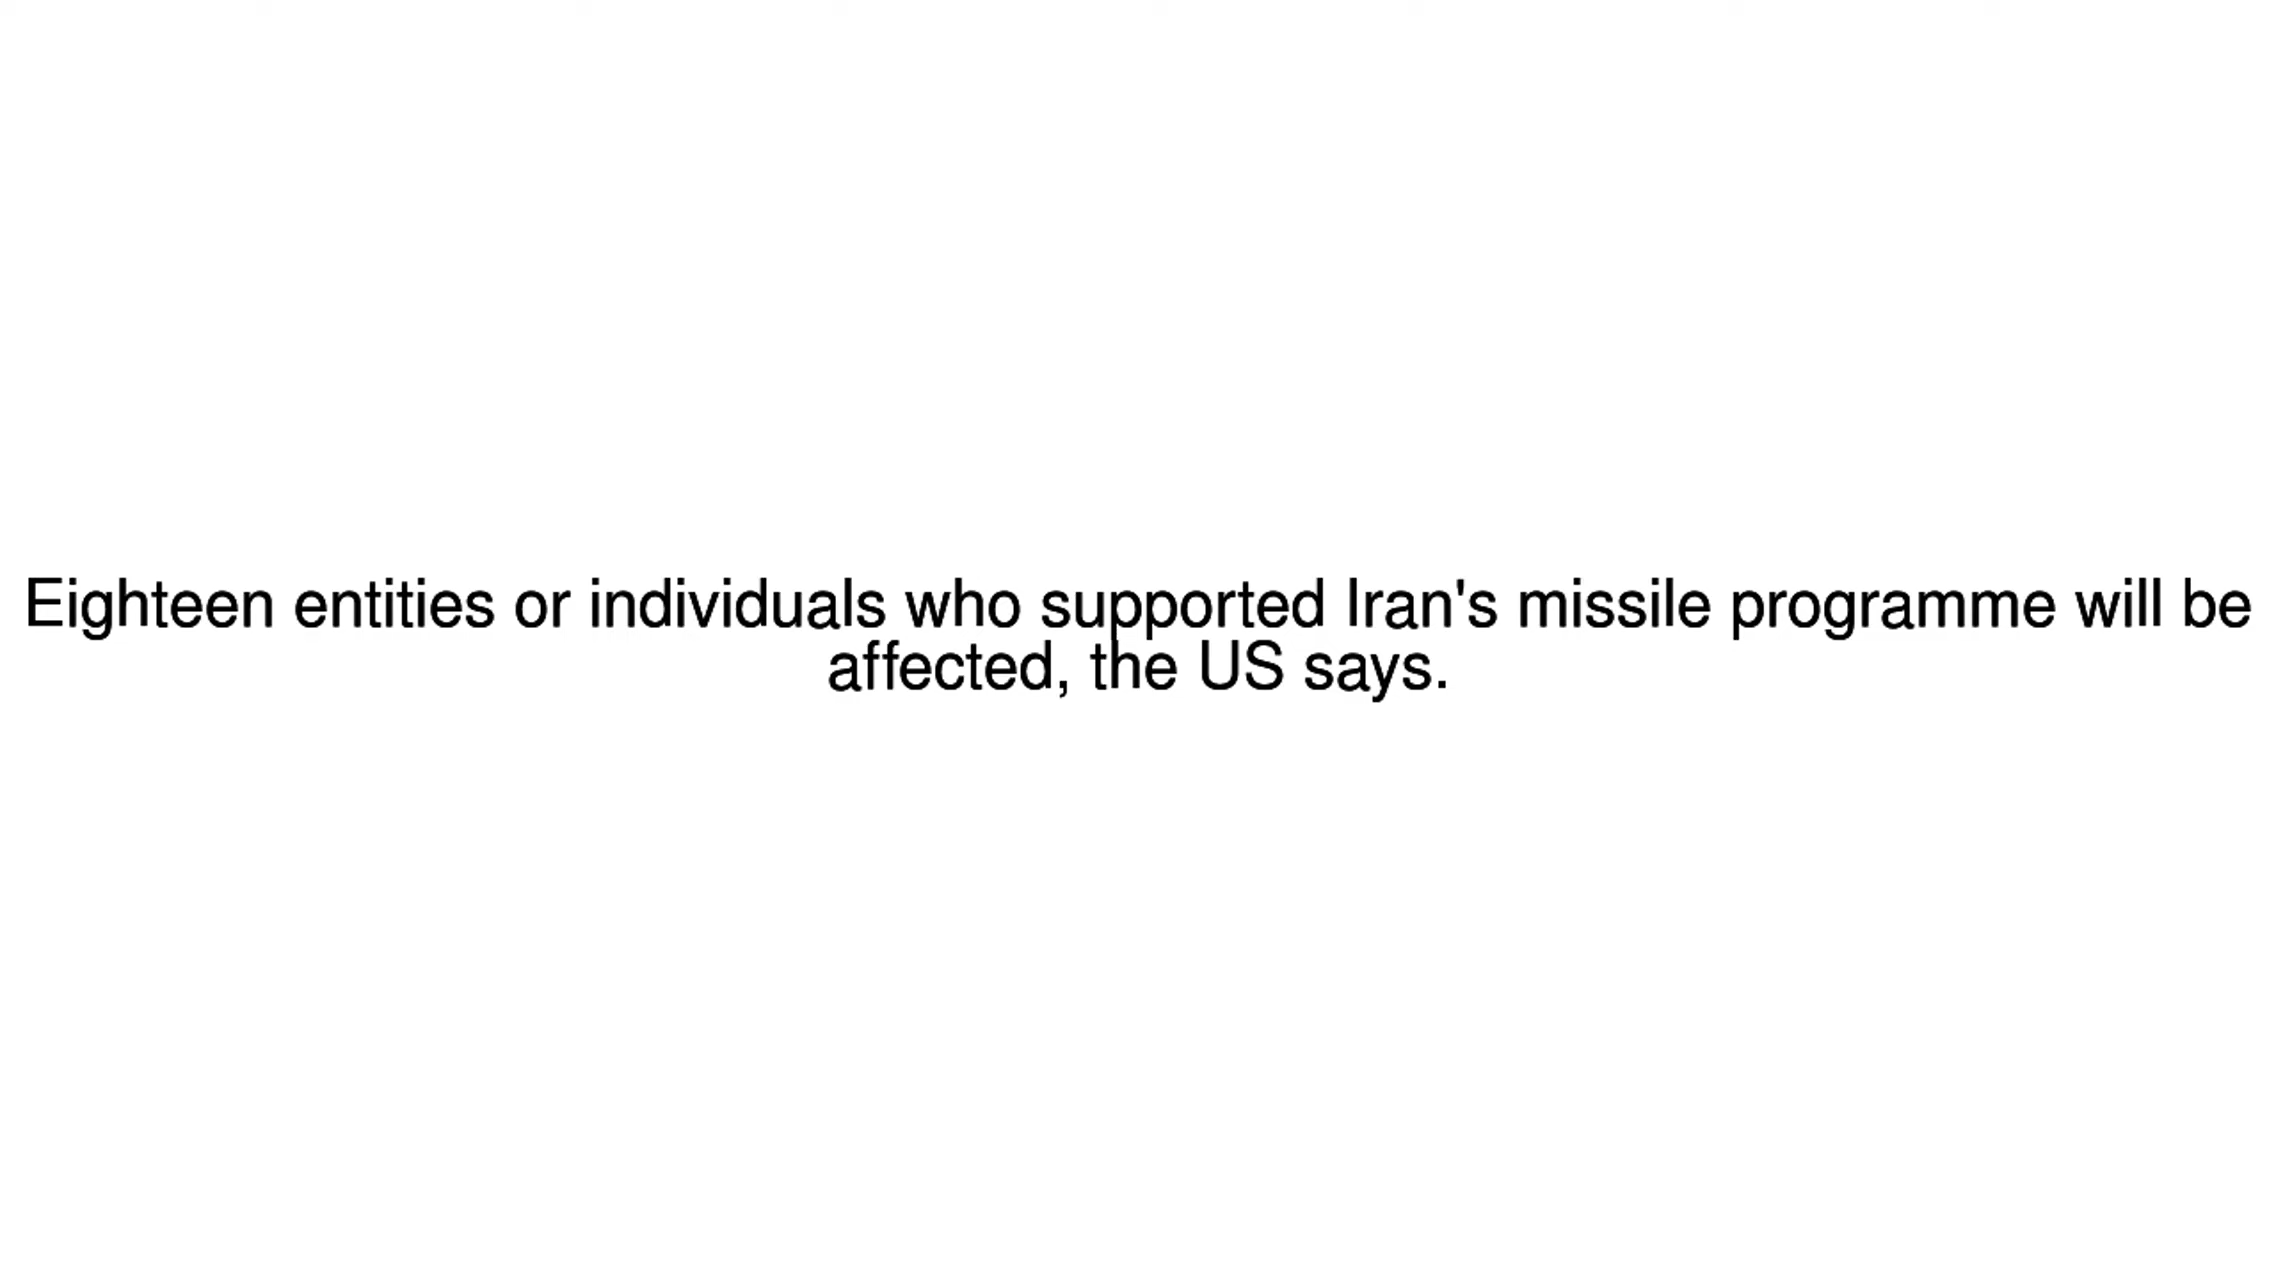 Eighteen entities or individuals who supported Iran's missile programme will be
affected, the US says.